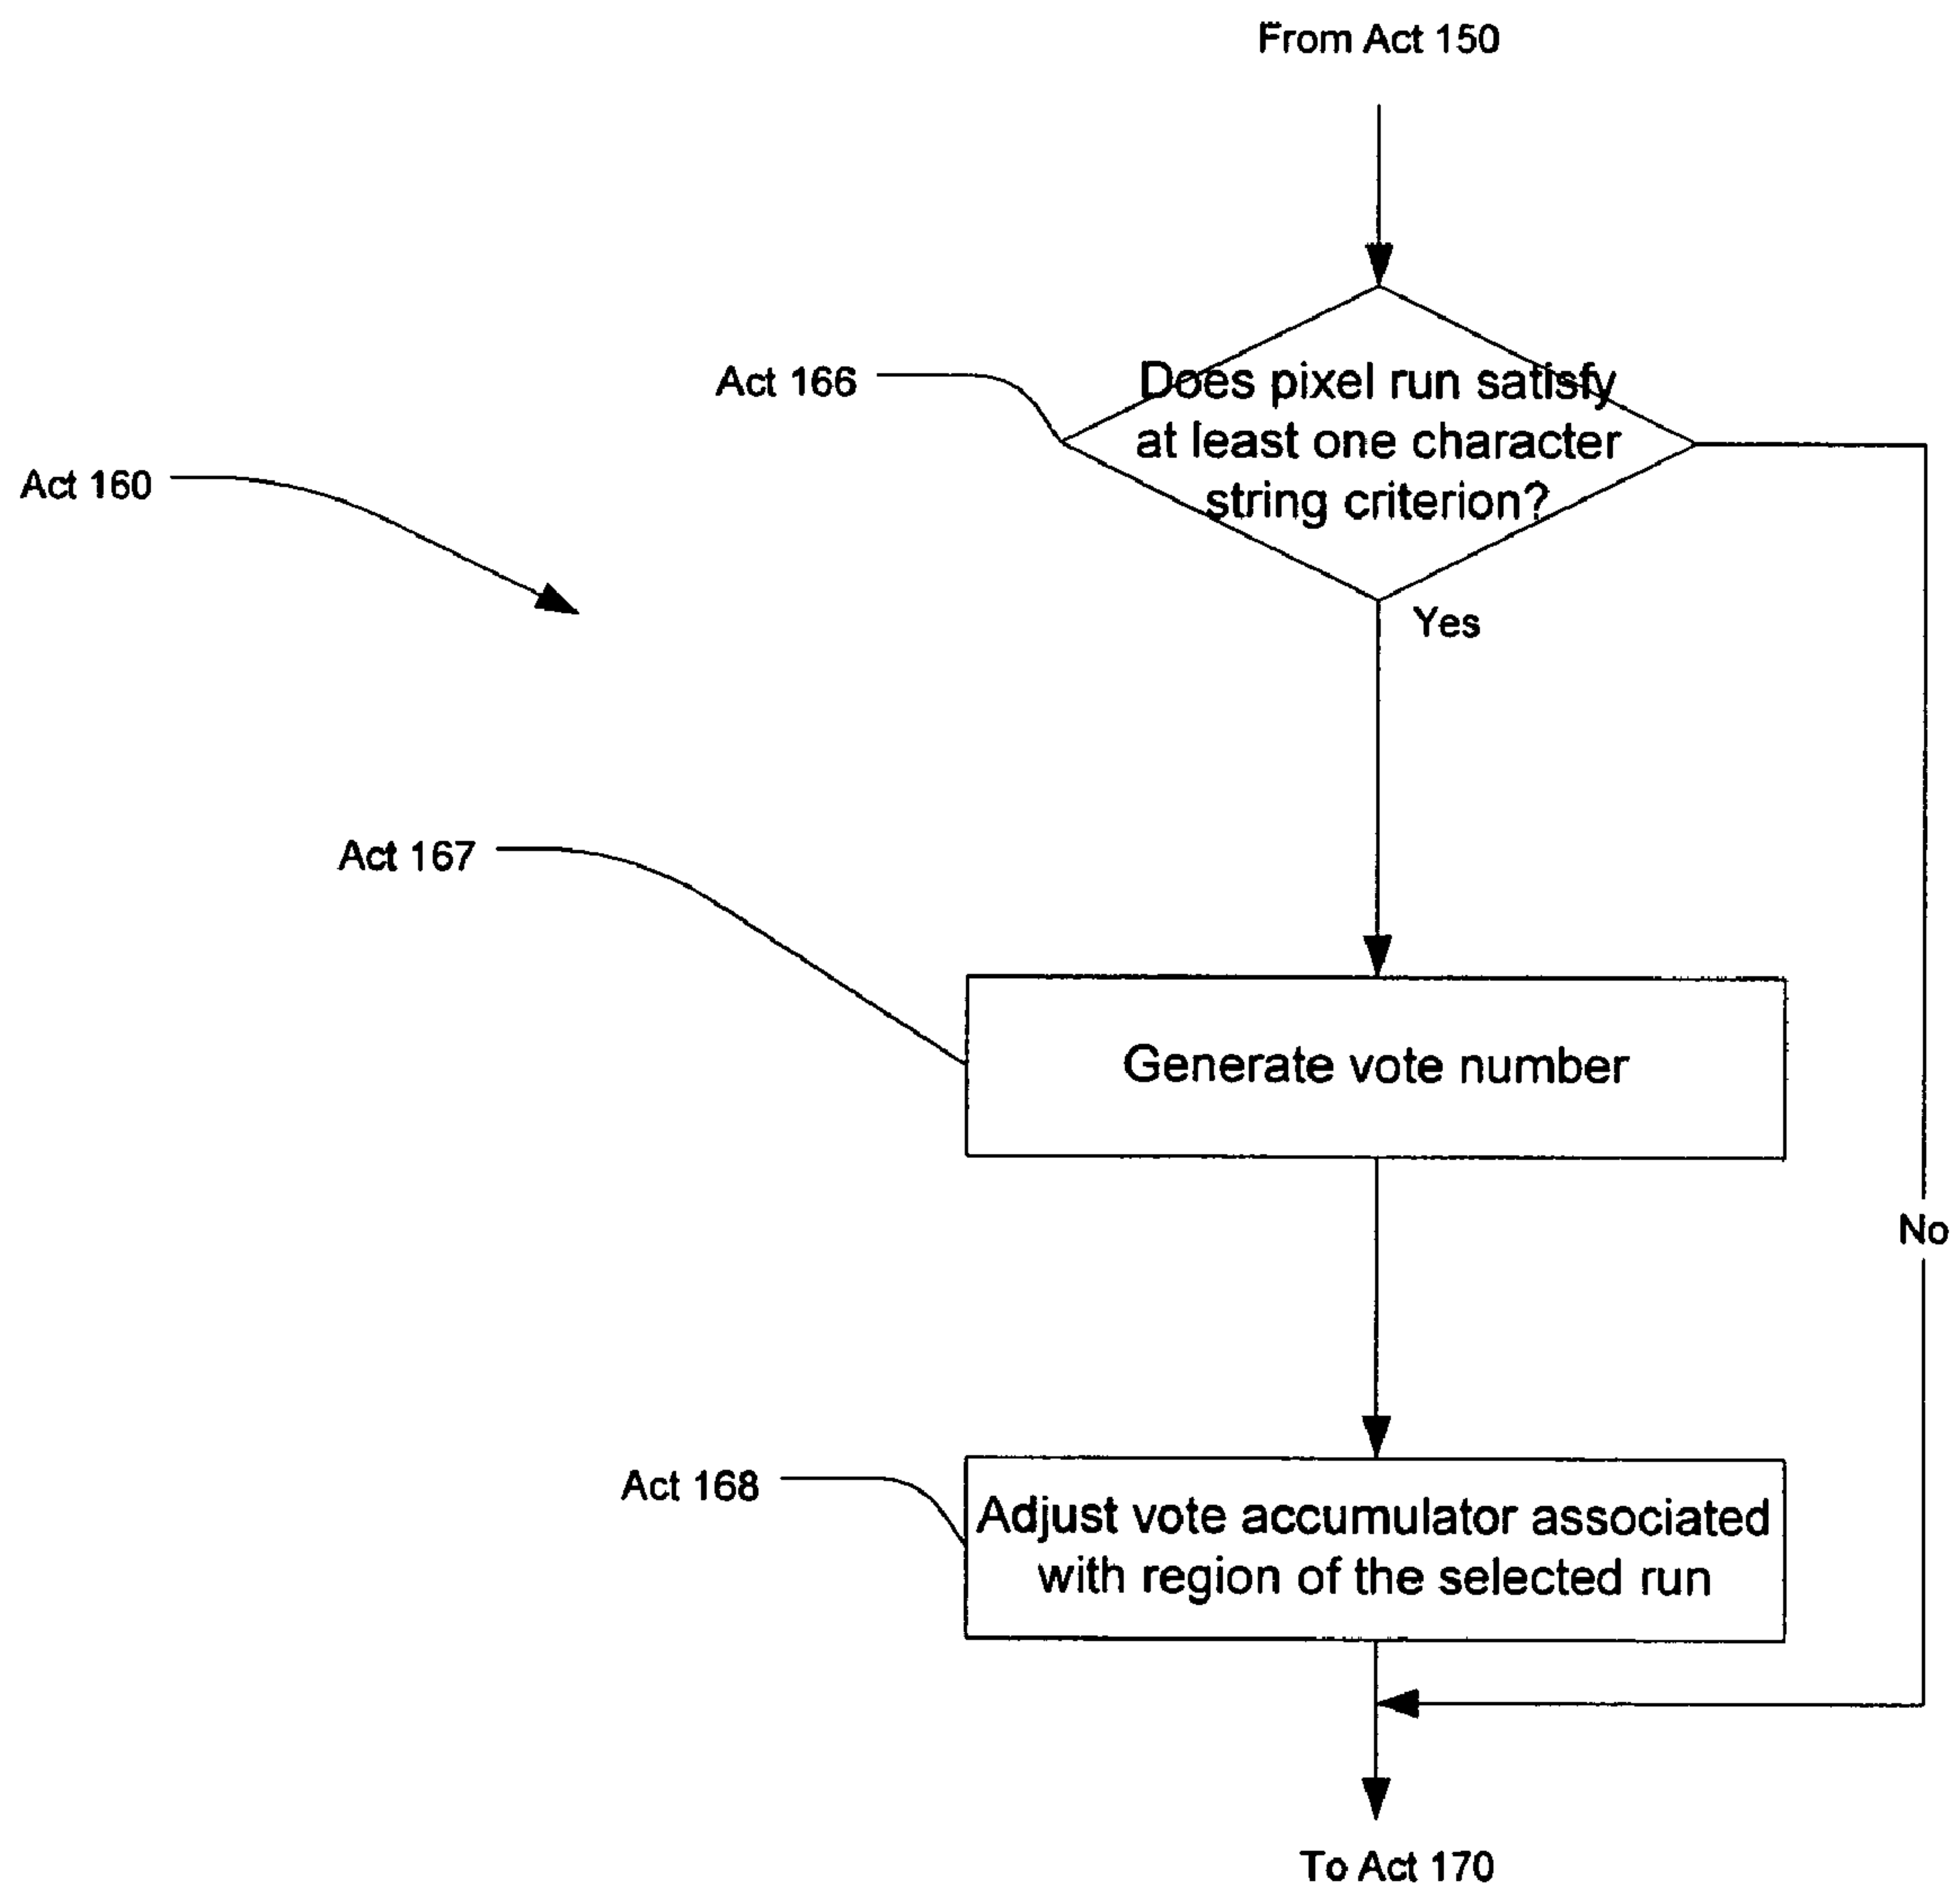 From Act 150
Act 166
Does pixel run satisfy
at least one character
string criterion?
Act 160
Yes
Act 167
Generate vote number
No
Act 168
Adjust vote accumulator associated
with region of the selected run
To Act 170